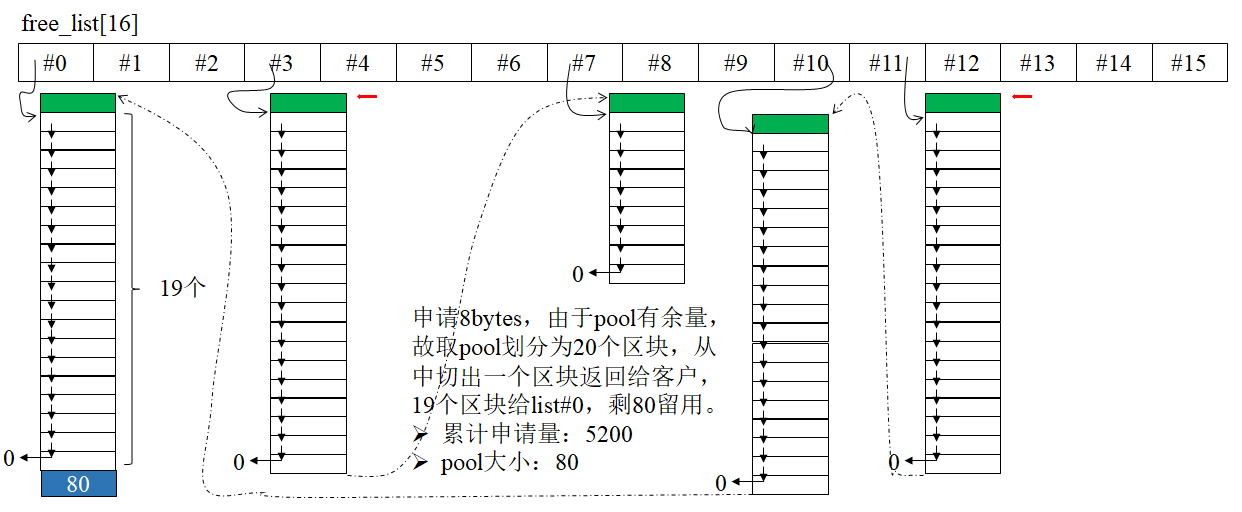 free_list[16]
#0 #1 #2 #3 #4 #5 #6 #7 #8 #9 #10 #11 #12 #13 #14 #15
0
19个
申请8bytes，由于pool有余量，
故取pool划分为20个区块，从
中切出一个区块返回给客户，
19个区块给list#0，剩80留用。
➢ 累计申请量：5200
➢ pool大小：80
0
0
0
0
80